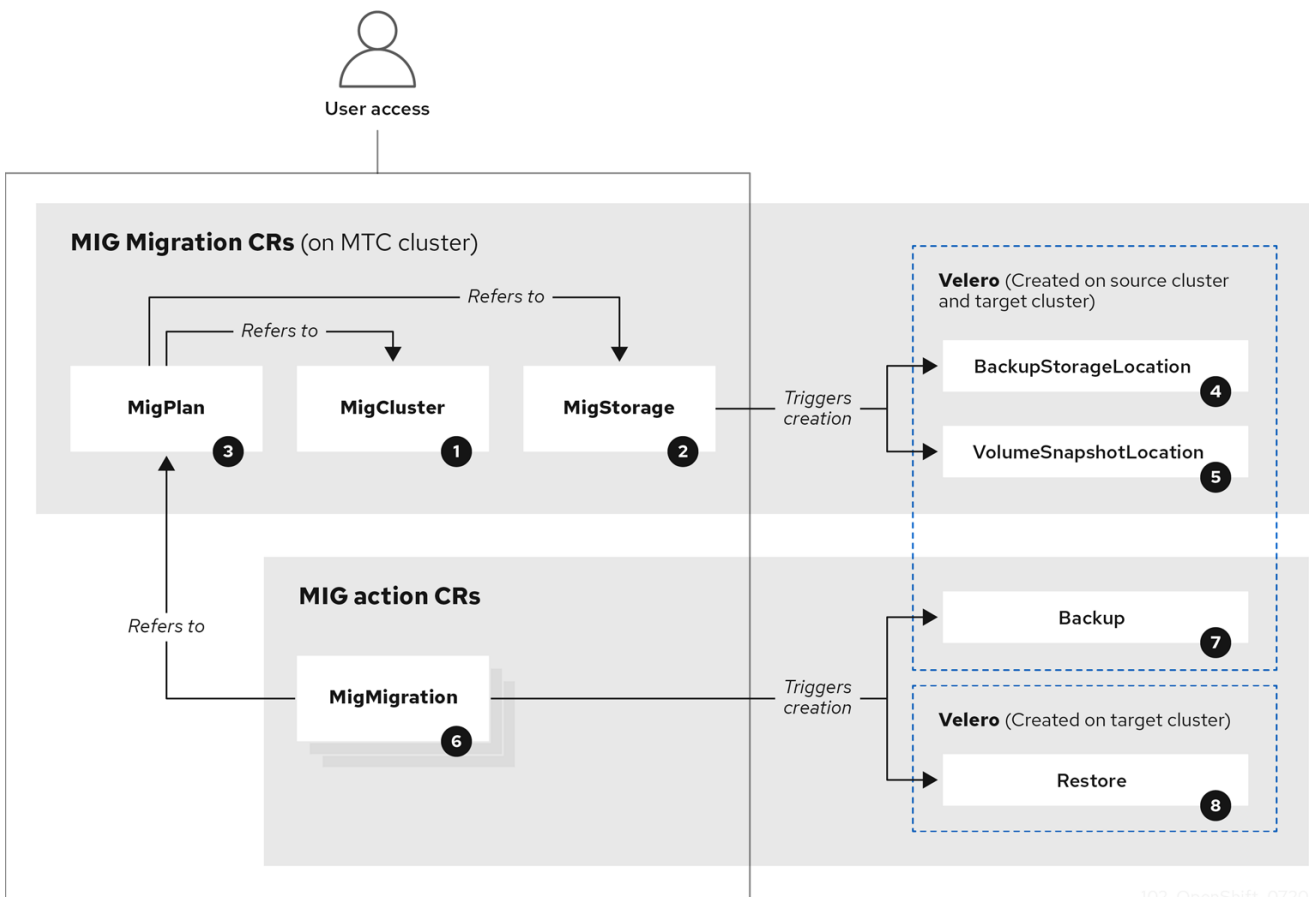 User access
MIG Migration CRs (on MTC cluster)
Refers to
Refers to
MigPlan
3
MigCluster
1
MigStorage
2
Triggers
creation
Velero (Created on source cluster
and target cluster)
BackupStorageLocation
4
VolumeSnapshotLocation
5
Refers to
MIG action CRs
MigMigration
6
Triggers
creation
Backup
7
Velero (Created on target cluster)
Restore
8